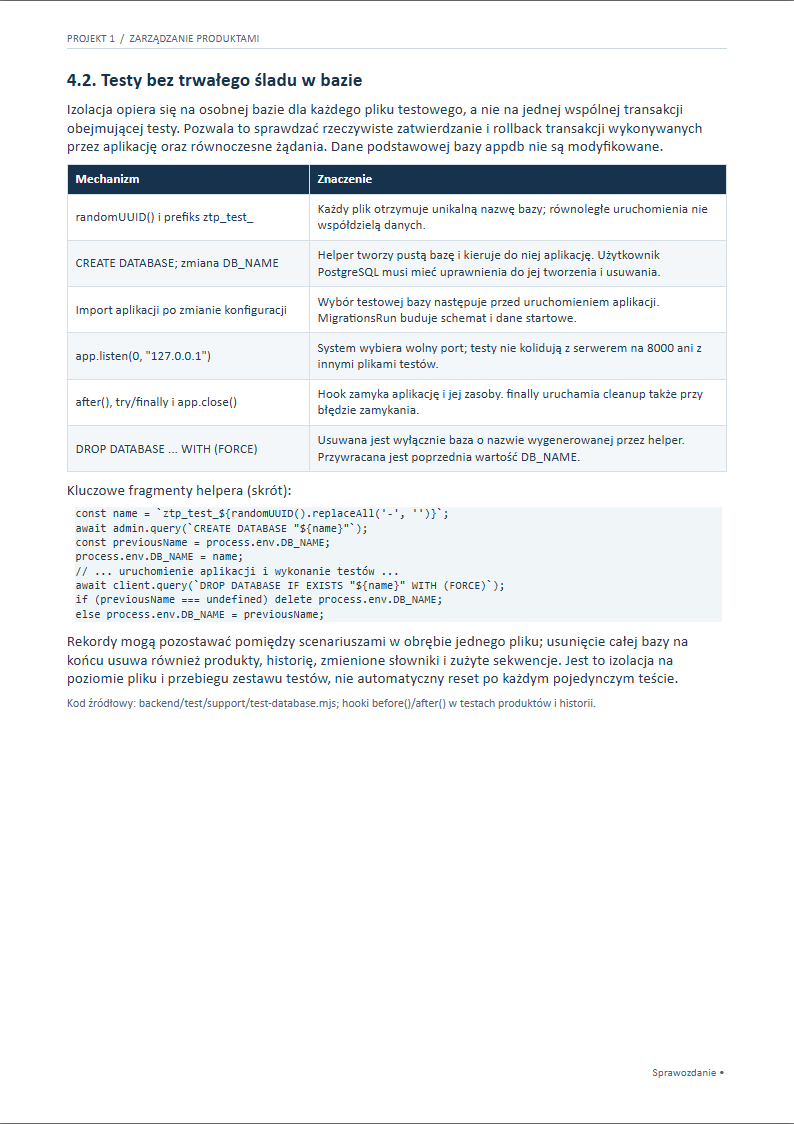 PROJEKT 1 / ZARZĄDZANIE PRODUKTAMI
4.2. Testy bez trwałego śladu w bazie
Izolacja opiera się na osobnej bazie dla każdego pliku testowego, a nie na jednej wspólnej transakcji
obejmującej testy. Pozwala to sprawdzać rzeczywiste zatwierdzanie i rollback transakcji wykonywanych
przez aplikację oraz równoczesne żądania. Dane podstawowej bazy appdb nie są modyfikowane.
Mechanizm
Znaczenie
randomUUID() i prefiks ztp_test_
Każdy plik otrzymuje unikalną nazwę bazy; równoległe uruchomienia nie
współdzielą danych.
CREATE DATABASE; zmiana DB_NAME
Helper tworzy pustą bazę i kieruje do niej aplikację. Użytkownik
PostgreSQL musi mieć uprawnienia do jej tworzenia i usuwania.
Import aplikacji po zmianie konfiguracji
Wybór testowej bazy następuje przed uruchomieniem aplikacji.
MigrationsRun buduje schemat i dane startowe.
app.listen(0, "127.0.0.1")
System wybiera wolny port; testy nie kolidują z serwerem na 8000 ani z
innymi plikami testów.
after(), try/finally i app.close()
Hook zamyka aplikację i jej zasoby. finally uruchamia cleanup także przy
błędzie zamykania.
DROP DATABASE ... WITH (FORCE)
Usuwana jest wyłącznie baza o nazwie wygenerowanej przez helper.
Przywracana jest poprzednia wartość DB_NAME.
Kluczowe fragmenty helpera (skrót):
const name = `ztp_test_${randomUUID().replaceAll('-', '')}`;
await admin.query(`CREATE DATABASE "${name}"`);
const previousName = process.env.DB_NAME;
process.env.DB_NAME = name;
// ... uruchomienie aplikacji i wykonanie testów ...
await client.query(`DROP DATABASE IF EXISTS "${name}" WITH (FORCE)`);
if (previousName === undefined) delete process.env.DB_NAME;
else process.env.DB_NAME = previousName;
Rekordy mogą pozostawać pomiędzy scenariuszami w obrębie jednego pliku; usunięcie całej bazy na
końcu usuwa również produkty, historię, zmienione słowniki i zużyte sekwencje. Jest to izolacja na
poziomie pliku i przebiegu zestawu testów, nie automatyczny reset po każdym pojedynczym teście.
Kod źródłowy: backend/test/support/test-database.mjs; hooki before()/after() w testach produktów i historii.
Sprawozdanie •